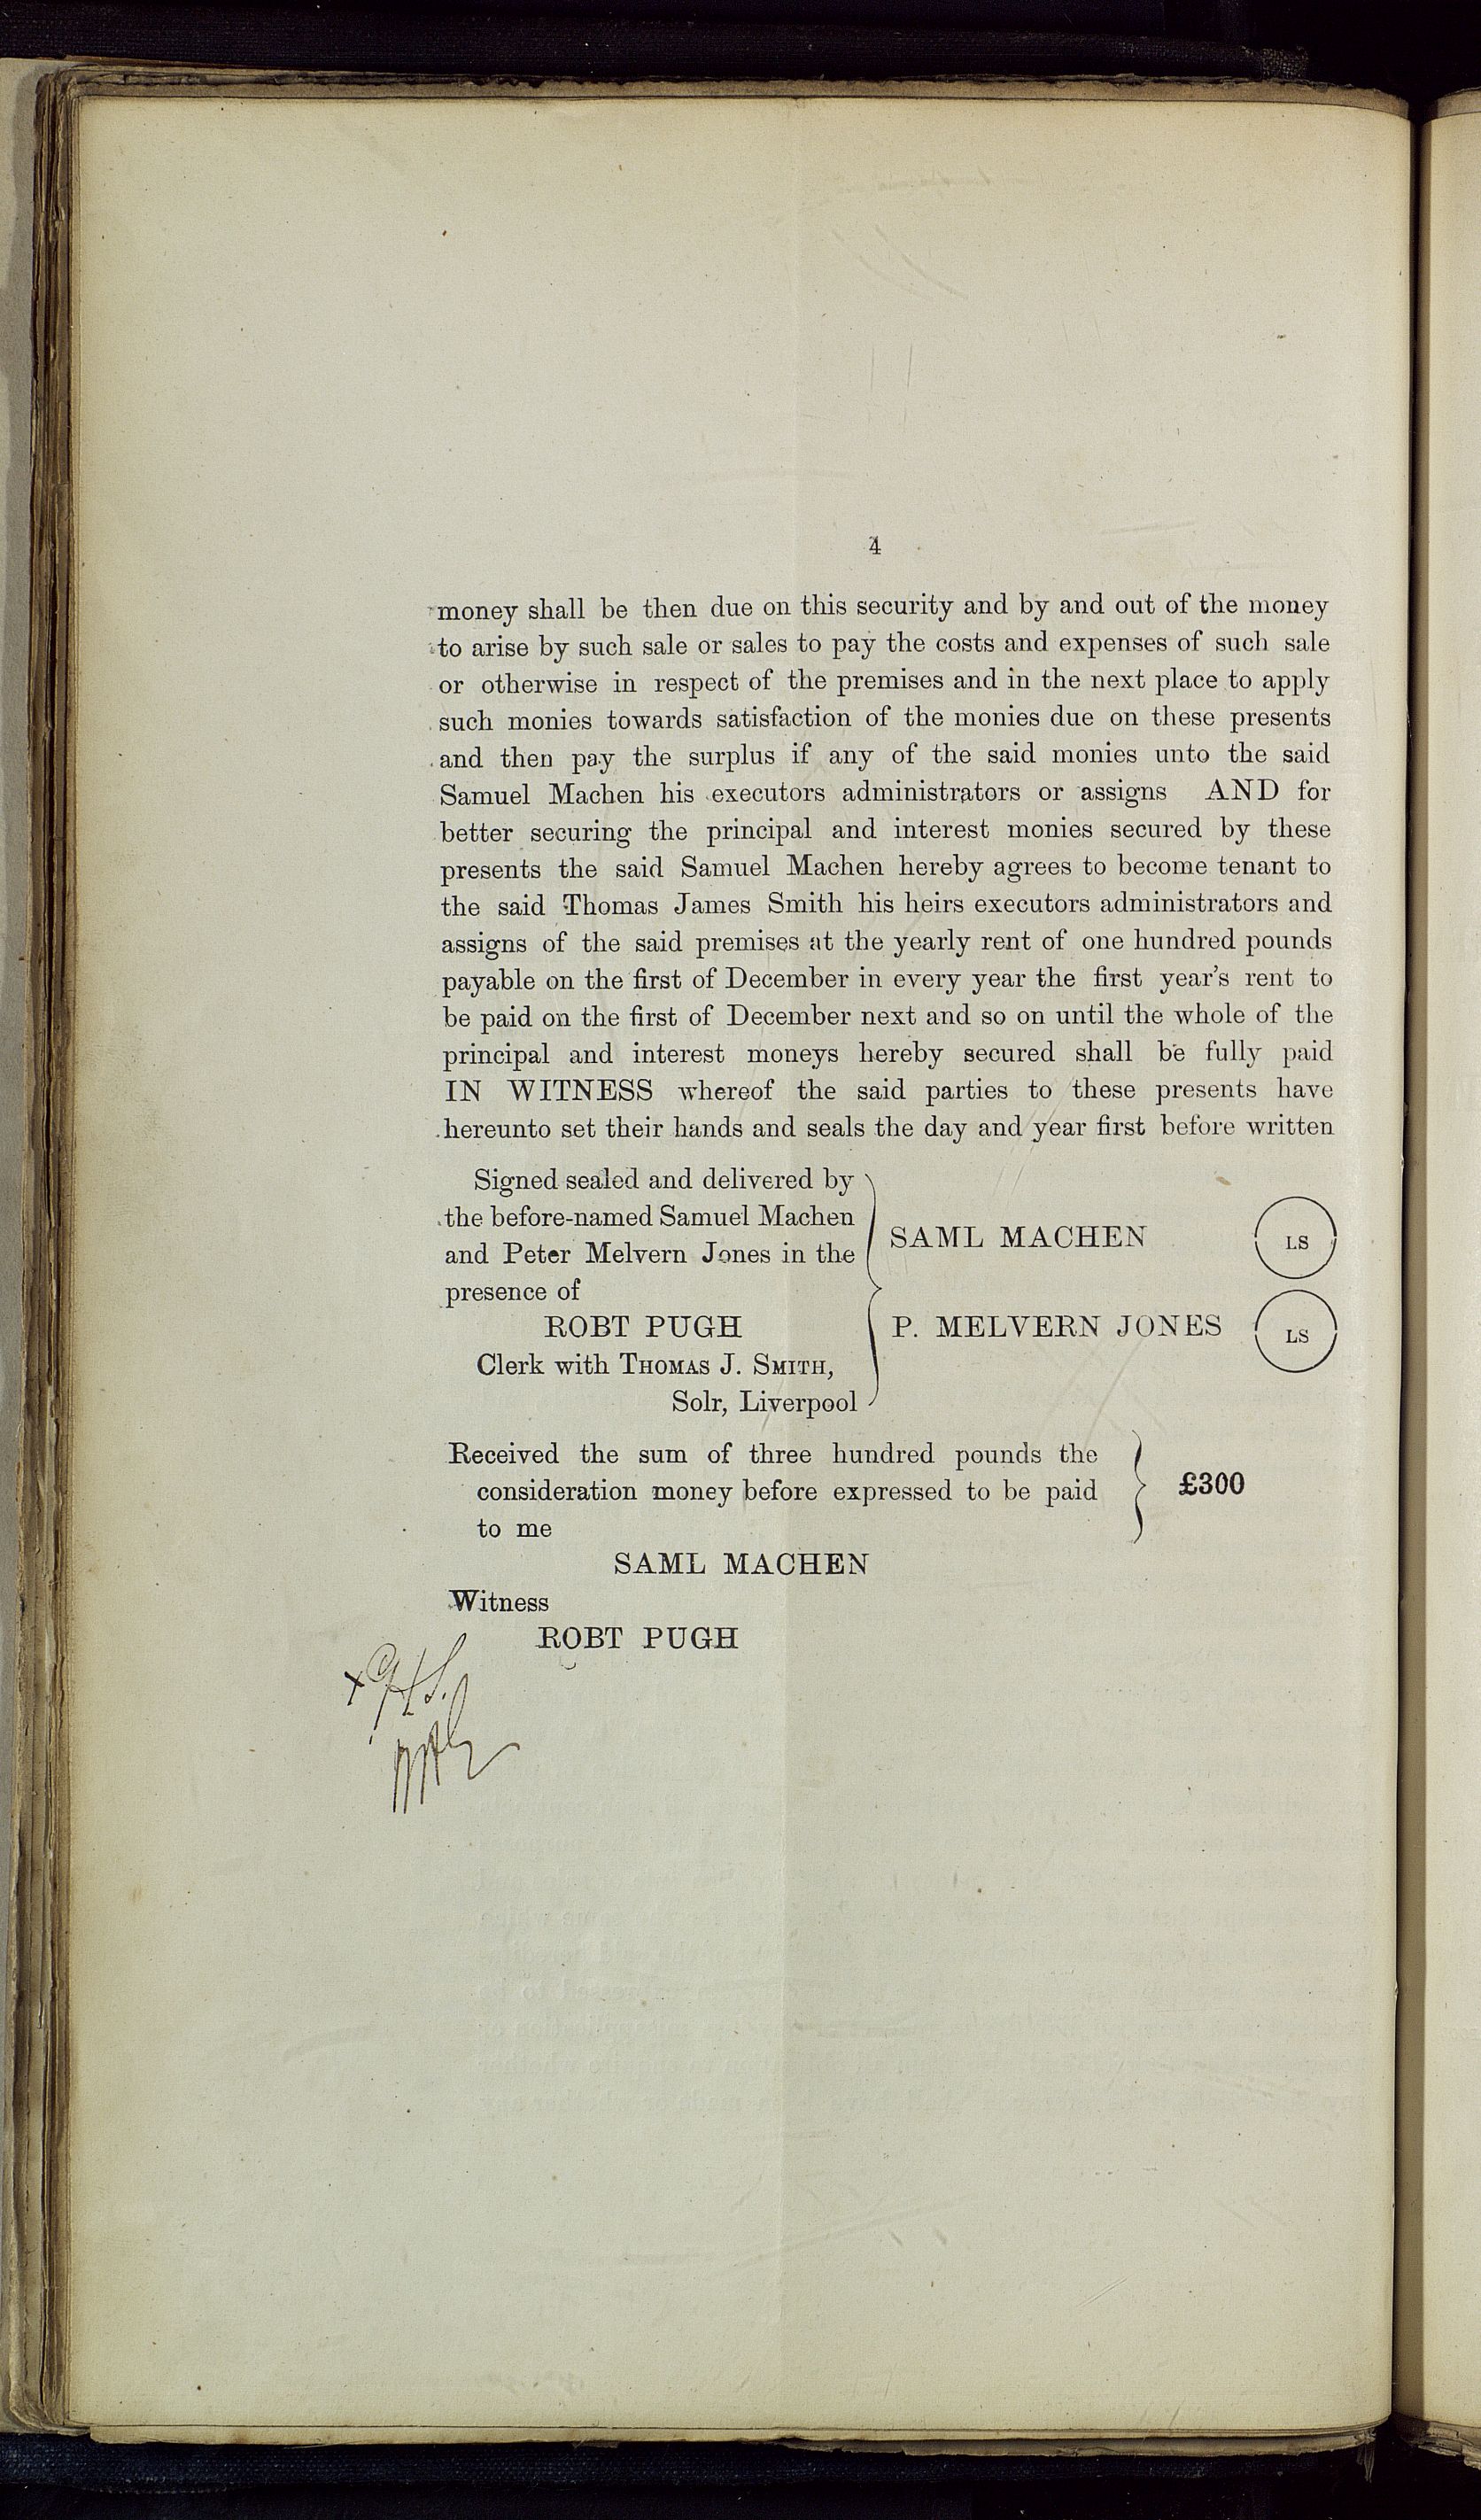 4
money shall be then due on this security and by and out of the money
to arise by such sale or sales to pay the costs and expenses of such sale
or otherwise in respect of the premises and in the next place to apply
such monies towards satisfaction of the monies due on these presents
and then pay the surplus if any of the said monies unto the said
Samuel Machen his executors administrators or assigns AND for
better securing the principal and interest monies secured by these
presents the said Samuel Machen hereby agrees to become tenant to
the said Thomas James Smith his heirs executors administrators and
assigns of the said premises at the yearly rent of one hundred pounds
payable on the first of December in every year the first year's rent to
be paid on the first of December next and so on until the whole of the
principal and interest moneys hereby secured shall be fully paid
IN WITNESS whereof the said parties to these presents have
hereunto set their hands and seals the day and year first before written
Signed sealed and delivered by
the before-named Samuel Machen
and Peter Melvern Jones in the
presence of
ROBT PUGH
Clerk with THOMAS J. SMITH,
Solr, Liverpool
SAML MACHEN LS
P. MELVERN JONES LS
Received the sum of three hundred pounds the
consideration money before expressed to be paid
to me
£300
SAML MACHEN
Witness
ROBT PUGH